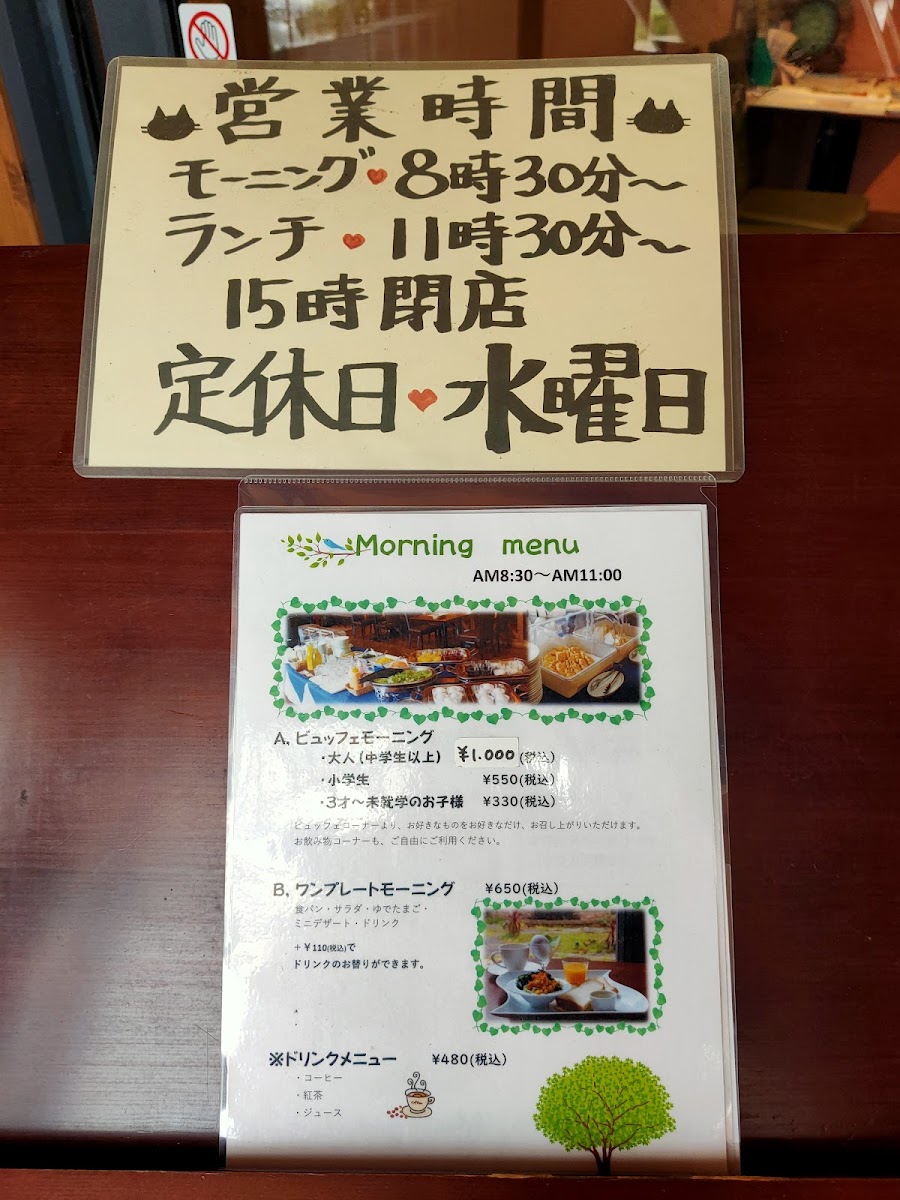 営業時間
モーニング 8時30分～
ランチ 11時30分～
15時閉店
定休日 水曜日
Morning menu
AM8:30～AM11:00
A, ビュッフェモーニング
・大人(中学生以上) ¥1.000 (税込)
・小学生 ¥550(税込)
・3才～未就学のお子様 ¥330(税込)
ビュッフェコーナーより、お好きなものをお好きなだけ、お召し上がりいただけます。
お飲み物コーナーも、ご自由にご利用ください。
B, ワンプレートモーニング ¥650(税込)
食パン・サラダ・ゆでたまご・
ミニデザート・ドリンク
+¥110(税込)で
ドリンクのお替りができます。
※ドリンクメニュー ¥480(税込)
・コーヒー
・紅茶
・ジュース